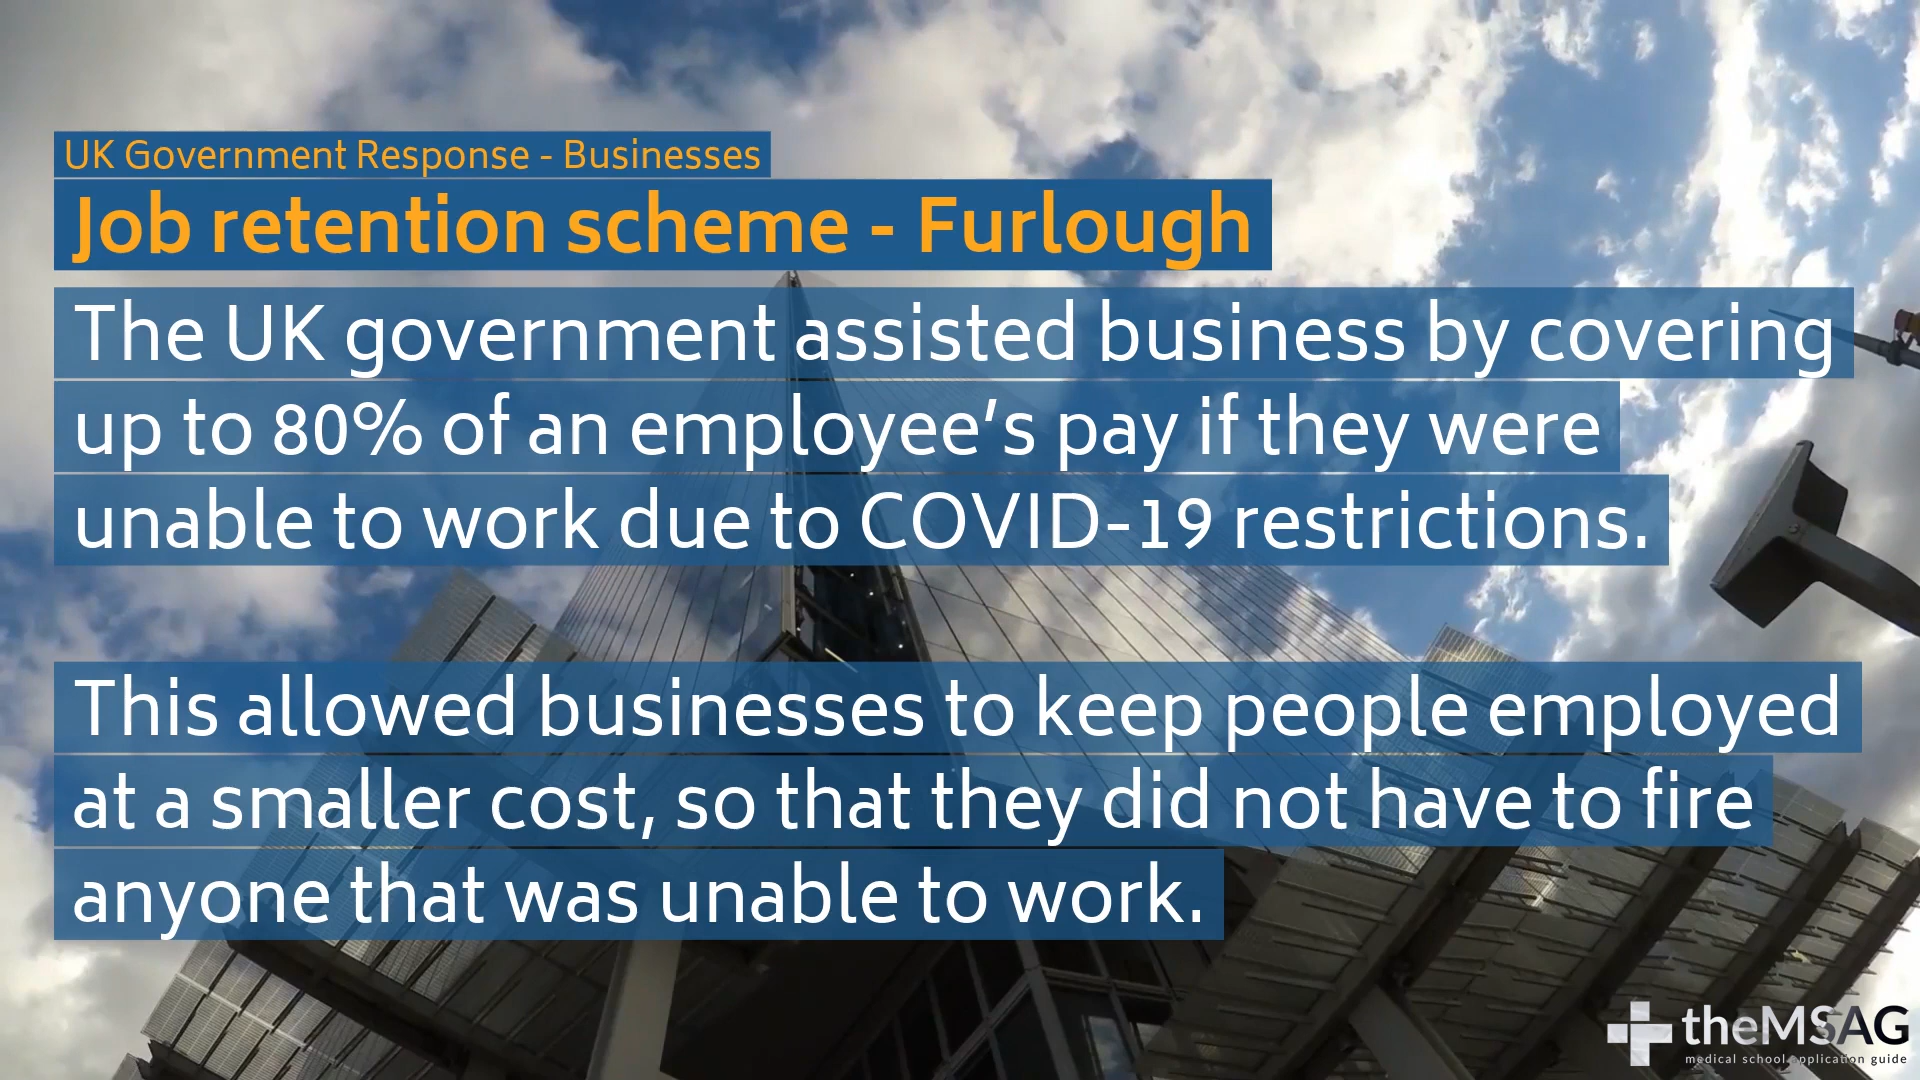 UK Government Response - Businesses
Job retention scheme - Furlough
The UK government assisted business by covering
up to 80% of an employee’s pay if they were
unable to work due to COVID-19 restrictions.
This allowed businesses to keep people employed
at a smaller cost, so that they did not have to fire
anyone that was unable to work.
theMSAG
medical school application guide